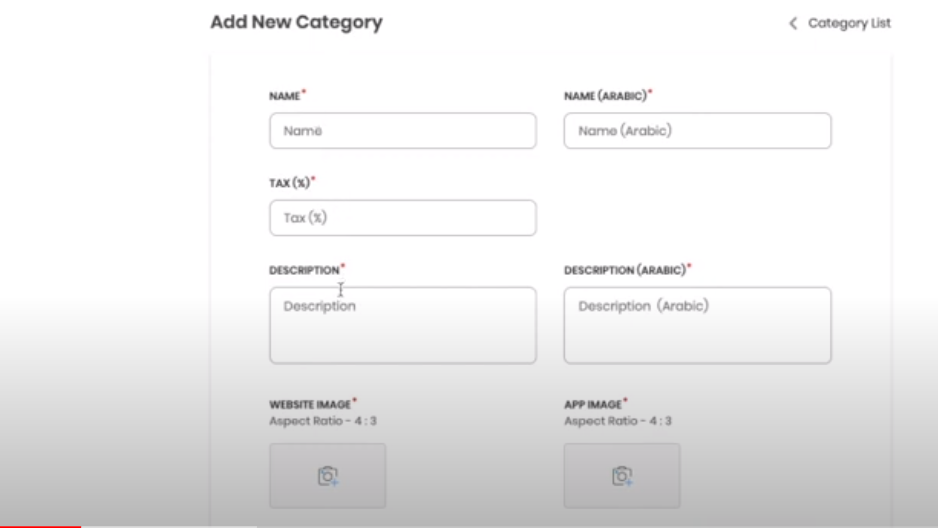 Add New Category
Category List
NAME*
NAME (ARABIC)*
Name
Name (Arabic)
TAX (%)*
Tax (%)
DESCRIPTION*
DESCRIPTION (ARABIC)*
Description
Description (Arabic)
WEBSITE IMAGE*
APP IMAGE*
Aspect Ratio - 4 : 3
Aspect Ratio - 4 : 3